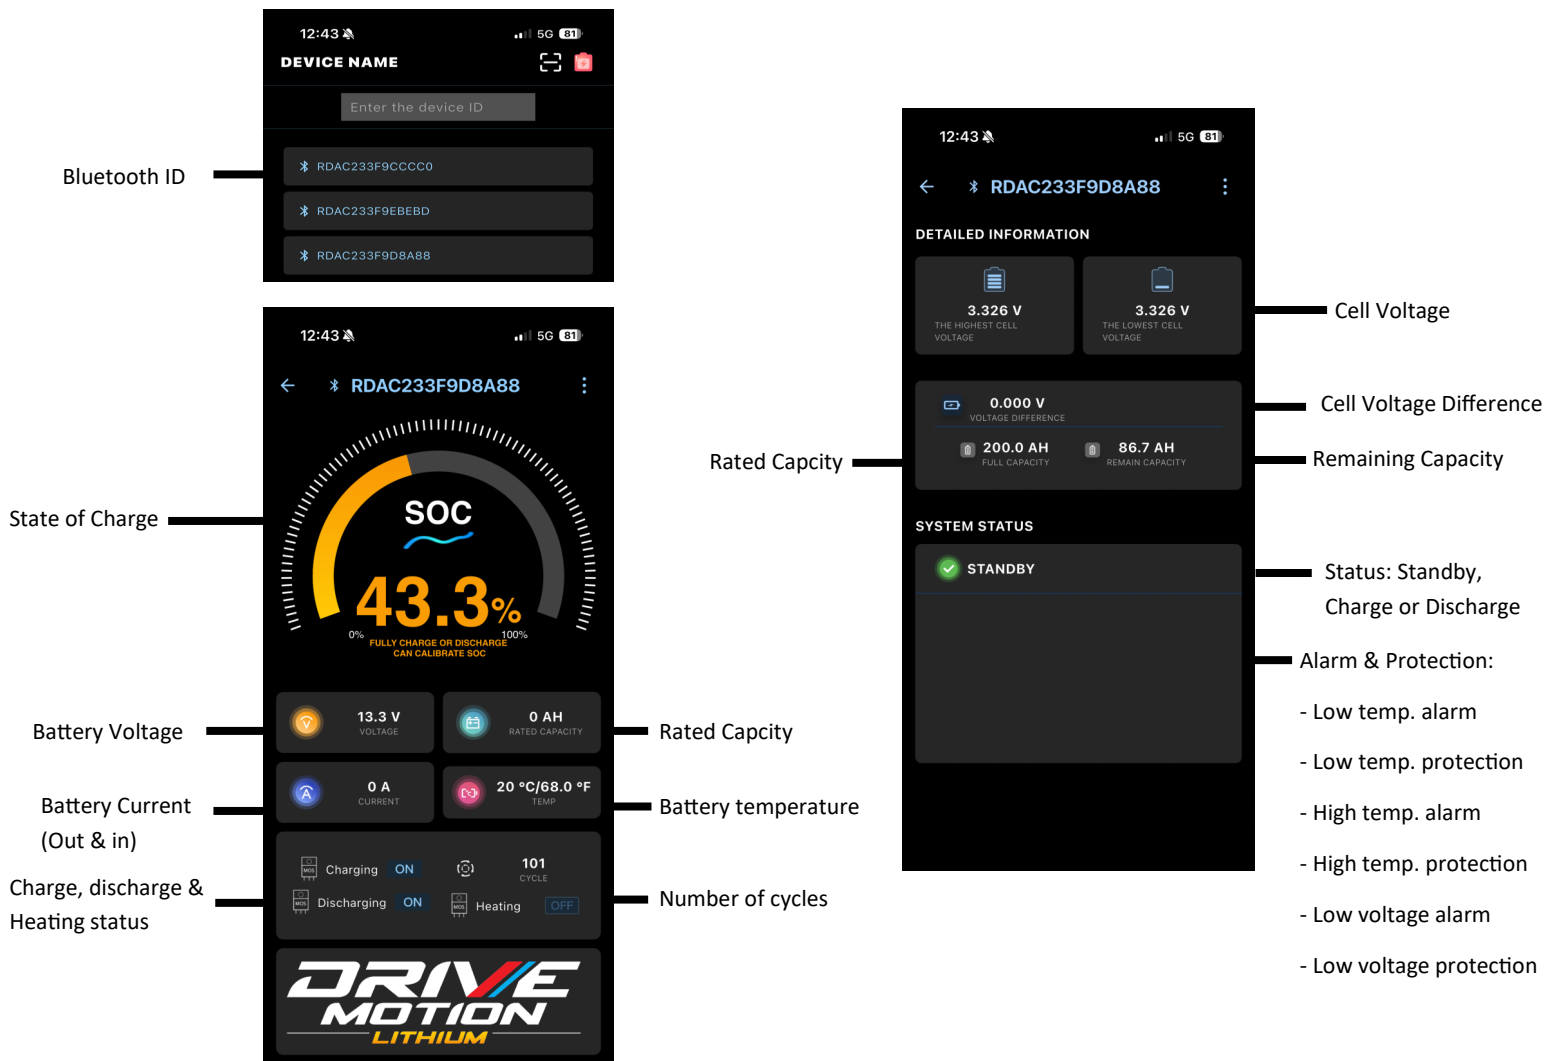 12:43
5G 81
DEVICE NAME
Enter the device ID
RDAC233F9CCCC0
RDAC233F9EBEBD
RDAC233F9D8A88
Bluetooth ID
12:43
5G 81
RDAC233F9D8A88
SOC
43.3%
0%
100%
FULLY CHARGE OR DISCHARGE
CAN CALIBRATE SOC
State of Charge
13.3 V
VOLTAGE
0 AH
RATED CAPACITY
Battery Voltage
Rated Capcity
0 A
CURRENT
20 °C/68.0 °F
TEMP
Battery Current
(Out & in)
Battery temperature
MOS
Charging ON
101
CYCLE
MOS
Discharging ON
MOS
Heating OFF
Charge, discharge &
Heating status
Number of cycles
DRIVE
MOTION
LITHIUM
12:43
5G 81
RDAC233F9D8A88
DETAILED INFORMATION
3.326 V
THE HIGHEST CELL
VOLTAGE
3.326 V
THE LOWEST CELL
VOLTAGE
Cell Voltage
0.000 V
VOLTAGE DIFFERENCE
Cell Voltage Difference
200.0 AH
FULL CAPACITY
86.7 AH
REMAIN CAPACITY
Rated Capcity
Remaining Capacity
SYSTEM STATUS
STANDBY
Status: Standby,
Charge or Discharge
Alarm & Protection:
- Low temp. alarm
- Low temp. protection
- High temp. alarm
- High temp. protection
- Low voltage alarm
- Low voltage protection